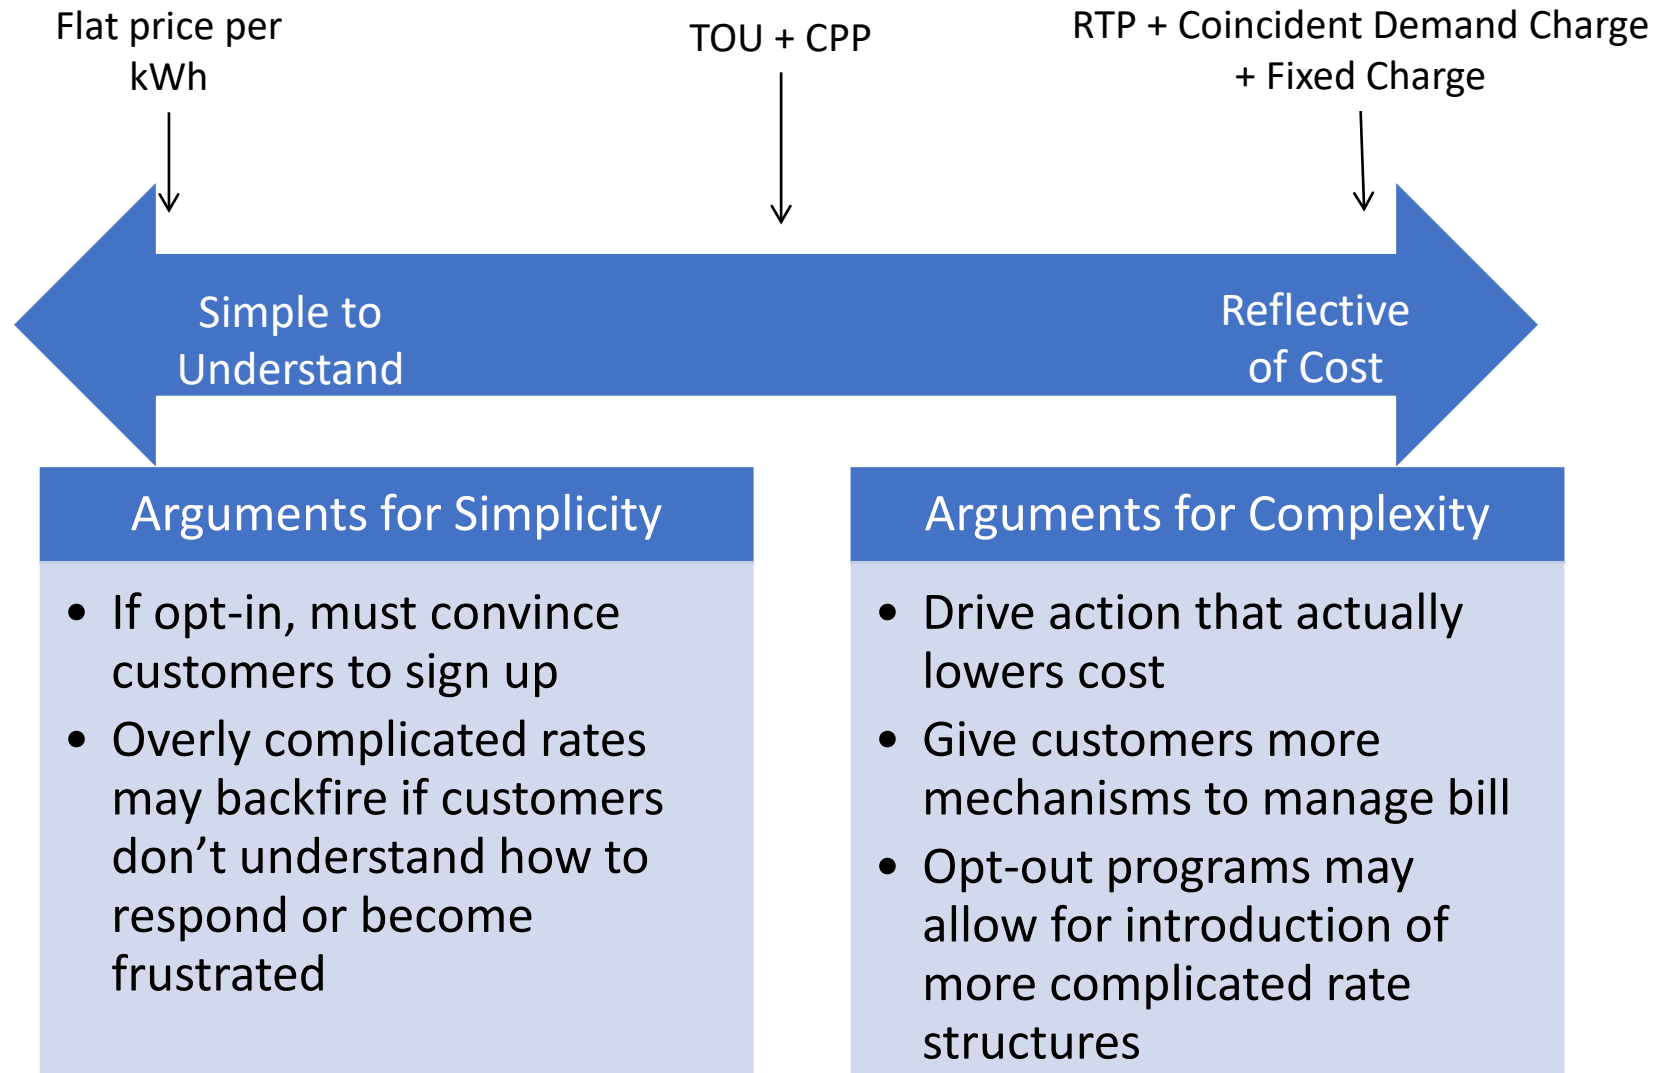 Flat price per
kWh
TOU + CPP
RTP + Coincident Demand Charge
+ Fixed Charge
Simple to
Understand
Reflective
of Cost
Arguments for Simplicity
• If opt-in, must convince
customers to sign up
• Overly complicated rates
may backfire if customers
don’t understand how to
respond or become
frustrated
Arguments for Complexity
• Drive action that actually
lowers cost
• Give customers more
mechanisms to manage bill
• Opt-out programs may
allow for introduction of
more complicated rate
structures